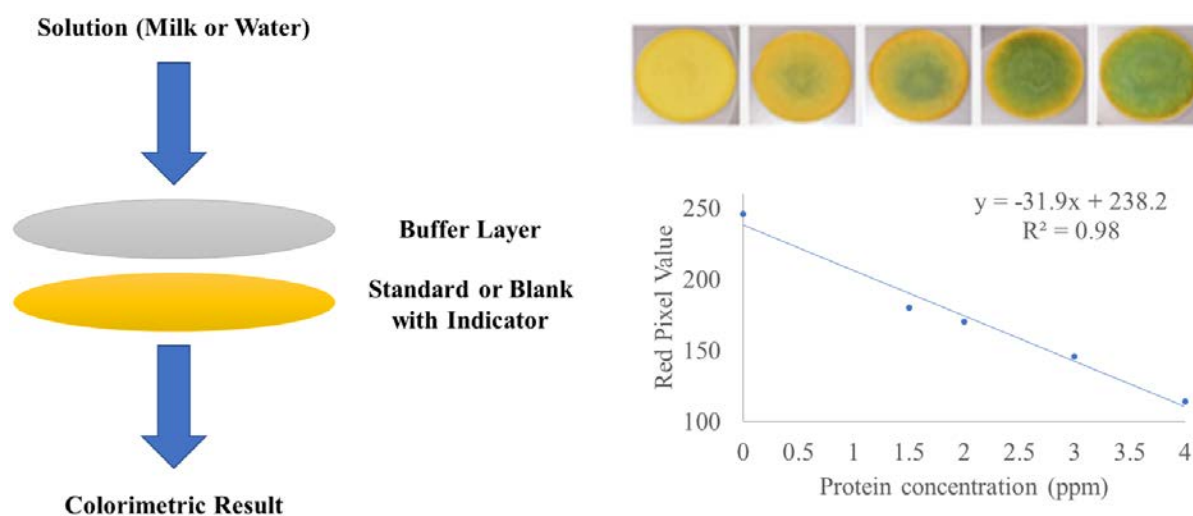 Solution (Milk or Water)
Buffer Layer
Standard or Blank
with Indicator
Colorimetric Result
y = -31.9x + 238.2
R² = 0.98
Red Pixel Value
250
200
150
100
0 0.5 1 1.5 2 2.5 3 3.5 4
Protein concentration (ppm)